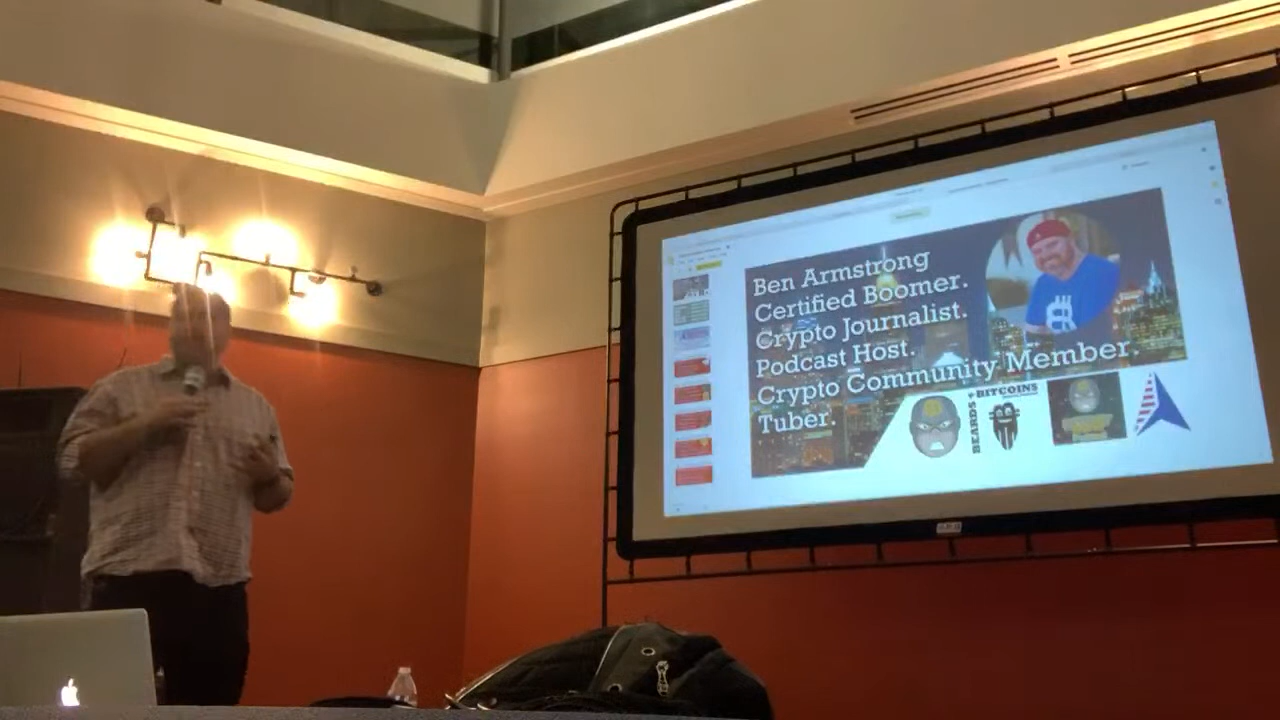 Ben Armstrong
Certified Boomer.
Crypto Journalist.
Podcast Host.
Crypto Community Member.
Tuber.
BEARDS + BITCOINS